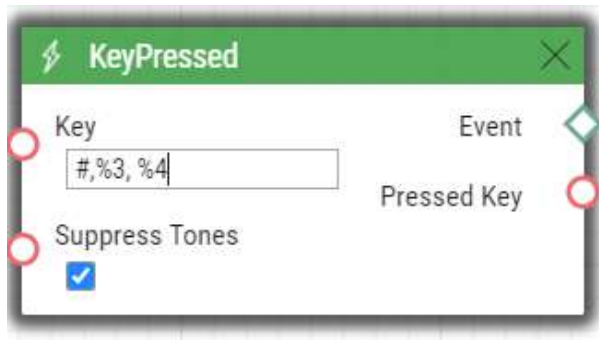 KeyPressed
Key
Event
#,%3, %4
Pressed Key
Suppress Tones